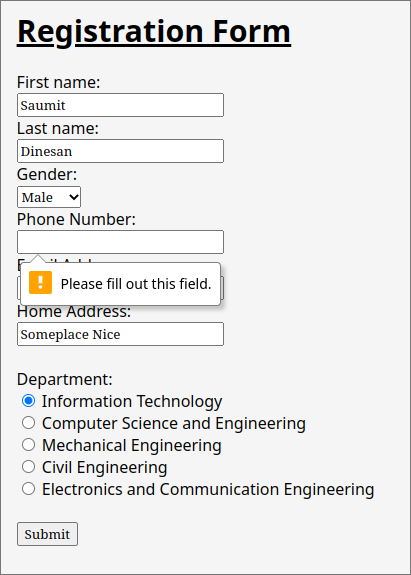 Registration Form
First name:
Saumit
Last name:
Dinesan
Gender:
Male
Phone Number:
Please fill out this field.
Home Address:
Someplace Nice
Department:
Information Technology
Computer Science and Engineering
Mechanical Engineering
Civil Engineering
Electronics and Communication Engineering
Submit